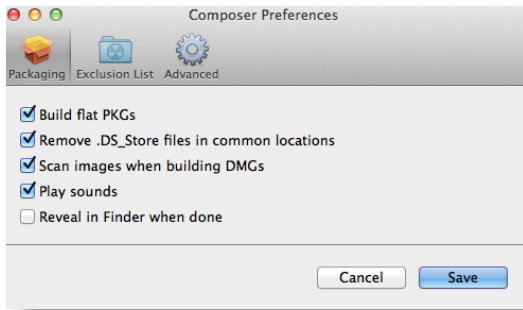 Composer Preferences
Packaging Exclusion List Advanced
Build flat PKGs
Remove .DS_Store files in common locations
Scan images when building DMGs
Play sounds
Reveal in Finder when done
Cancel Save